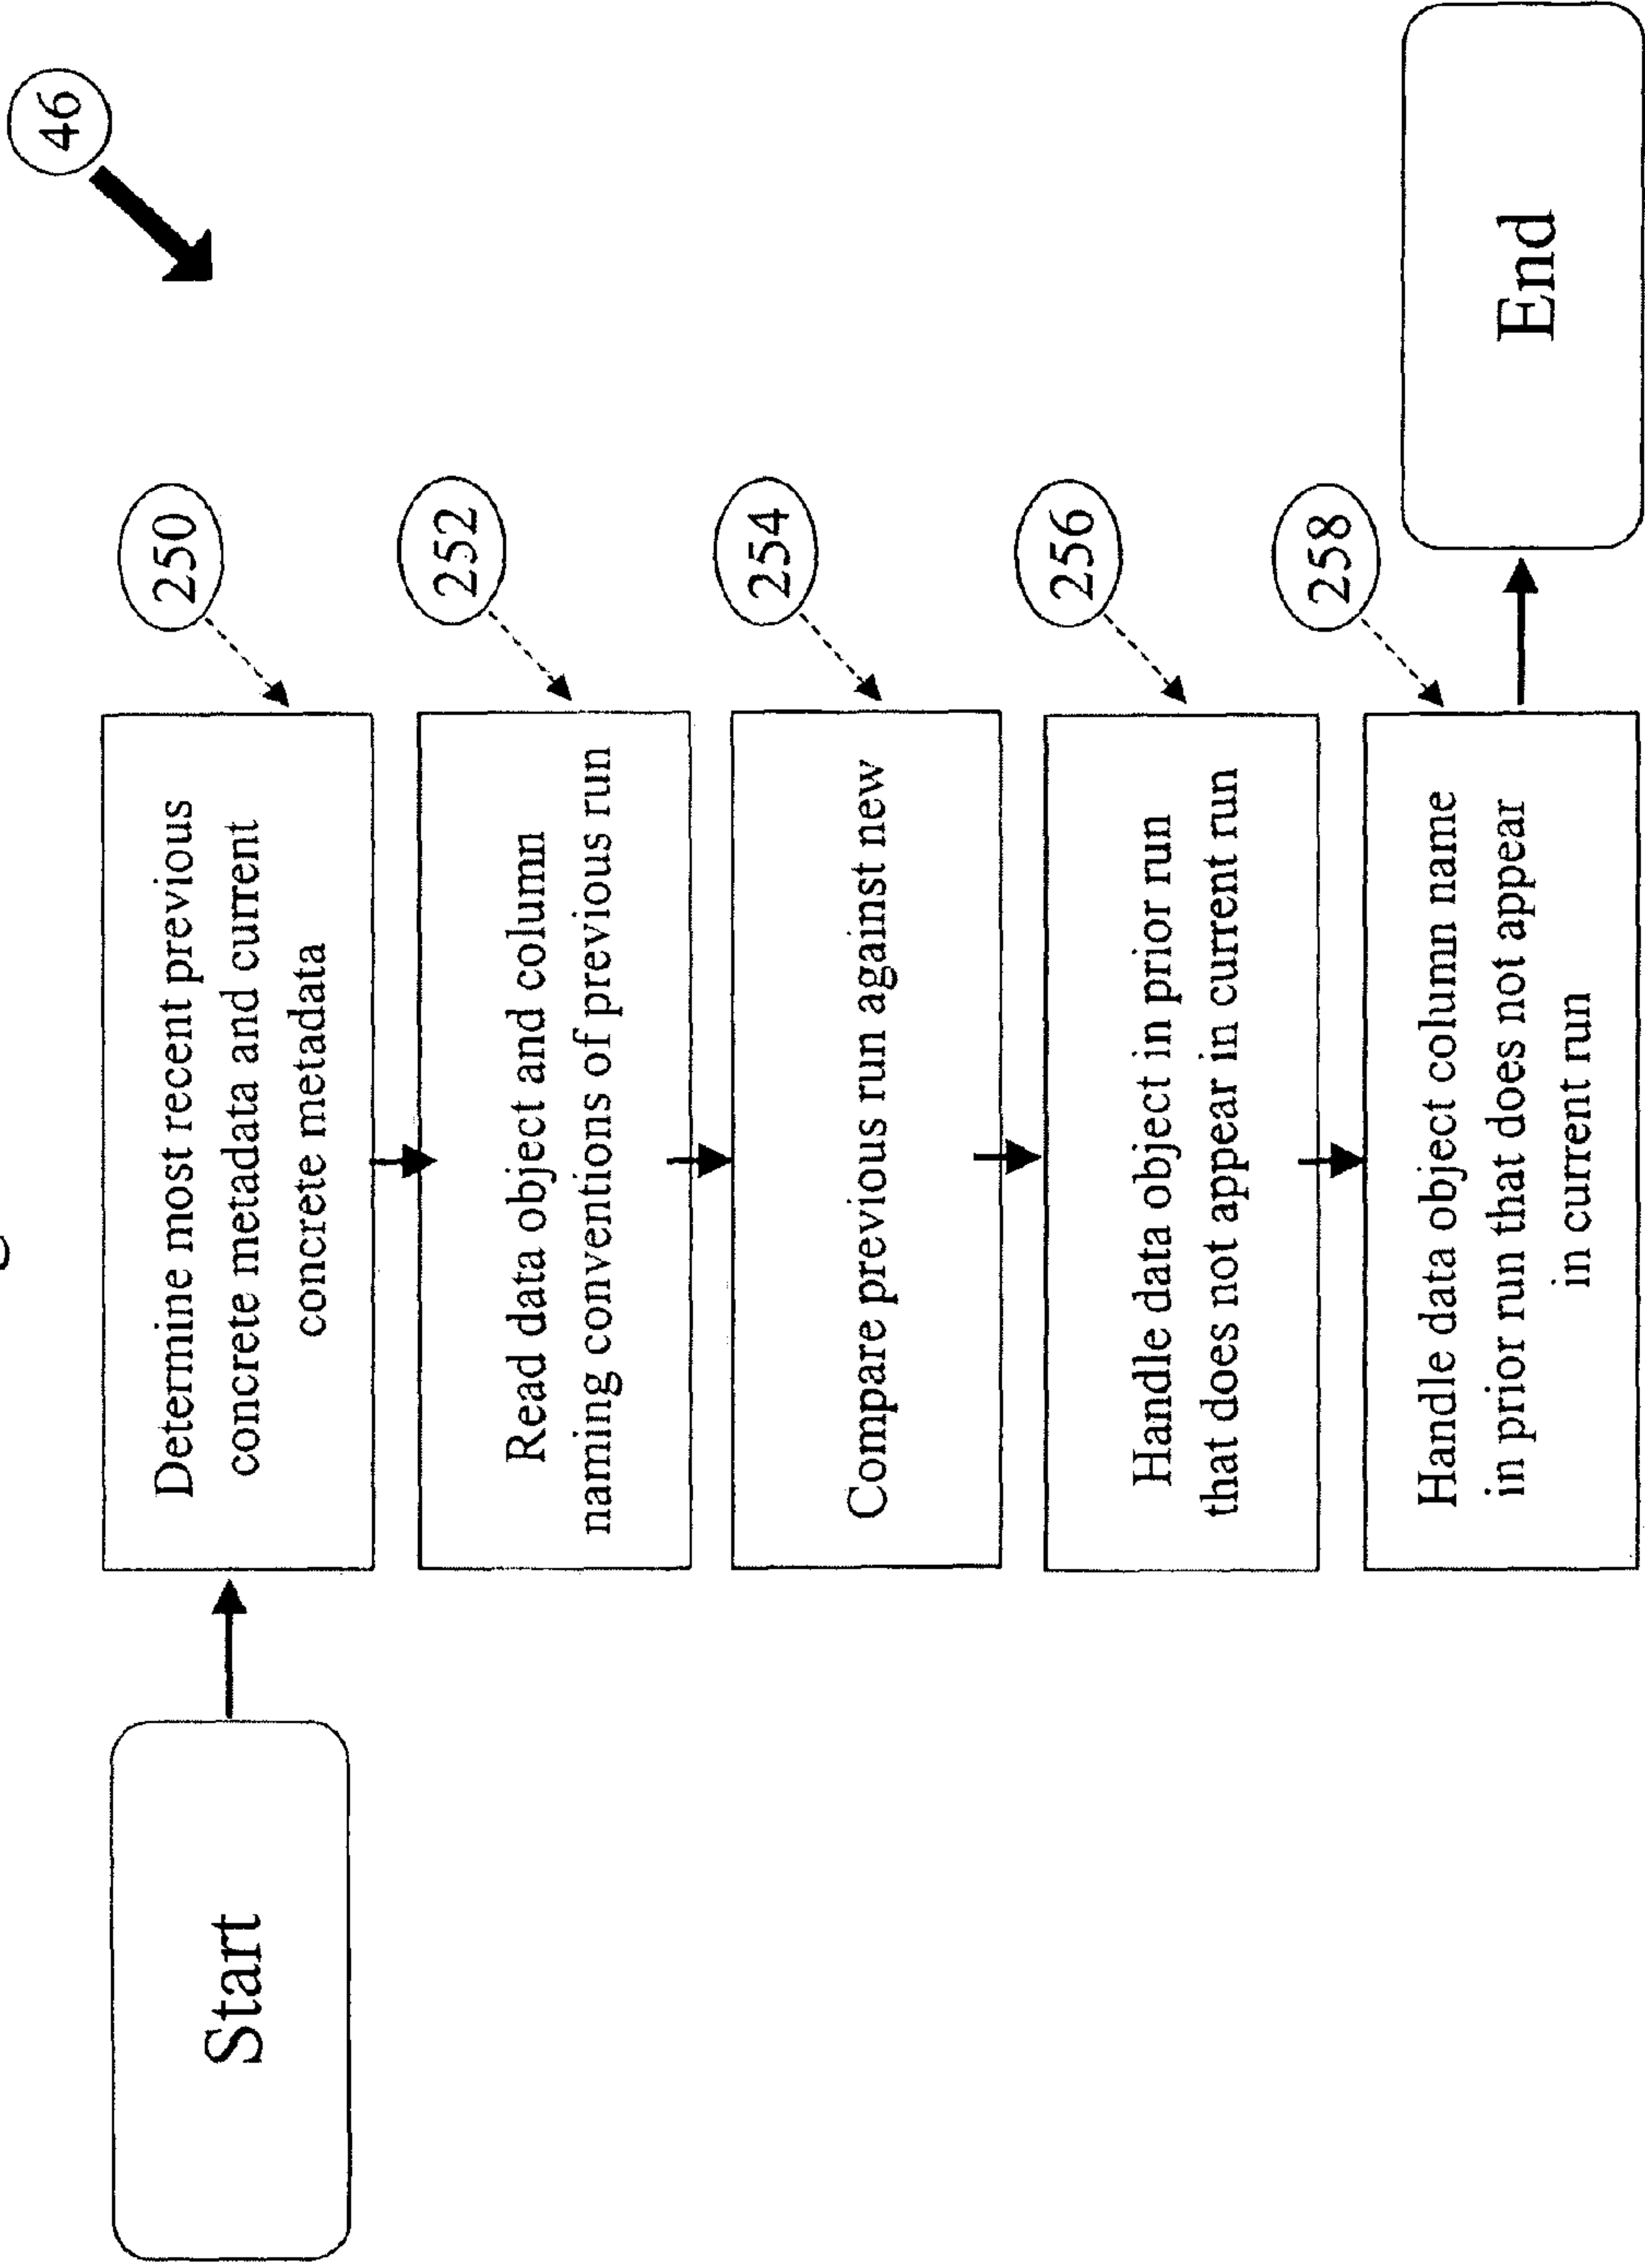 46
Start
250
Determine most recent previous
concrete metadata and current
concrete metadata
252
Read data object and column
naming conventions of previous run
254
Compare previous run against new
256
Handle data object in prior run
that does not appear in current run
258
Handle data object column name
in prior run that does not appear
in current run
End